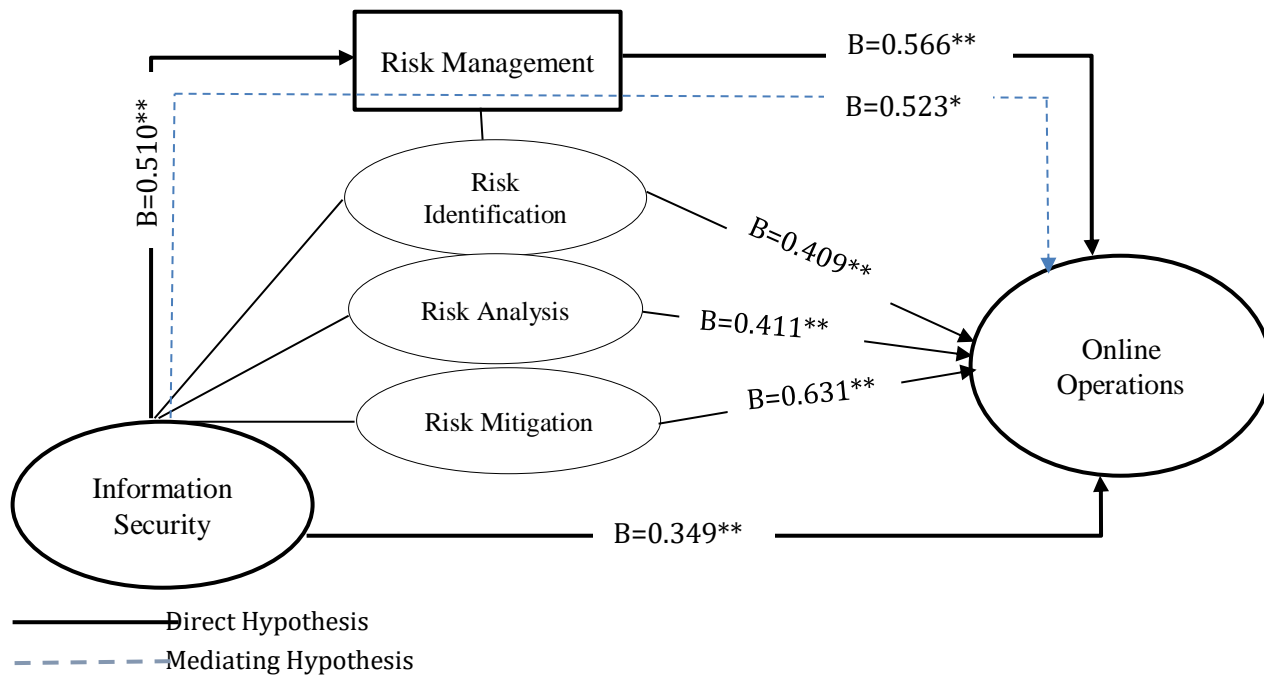 B=0.566**
Risk Management
B=0.523*
B=0.510**
Risk
Identification
B=0.409**
Risk Analysis
B=0.411**
Online
Operations
B=0.631**
Risk Mitigation
Information
Security
B=0.349**
Direct Hypothesis
Mediating Hypothesis